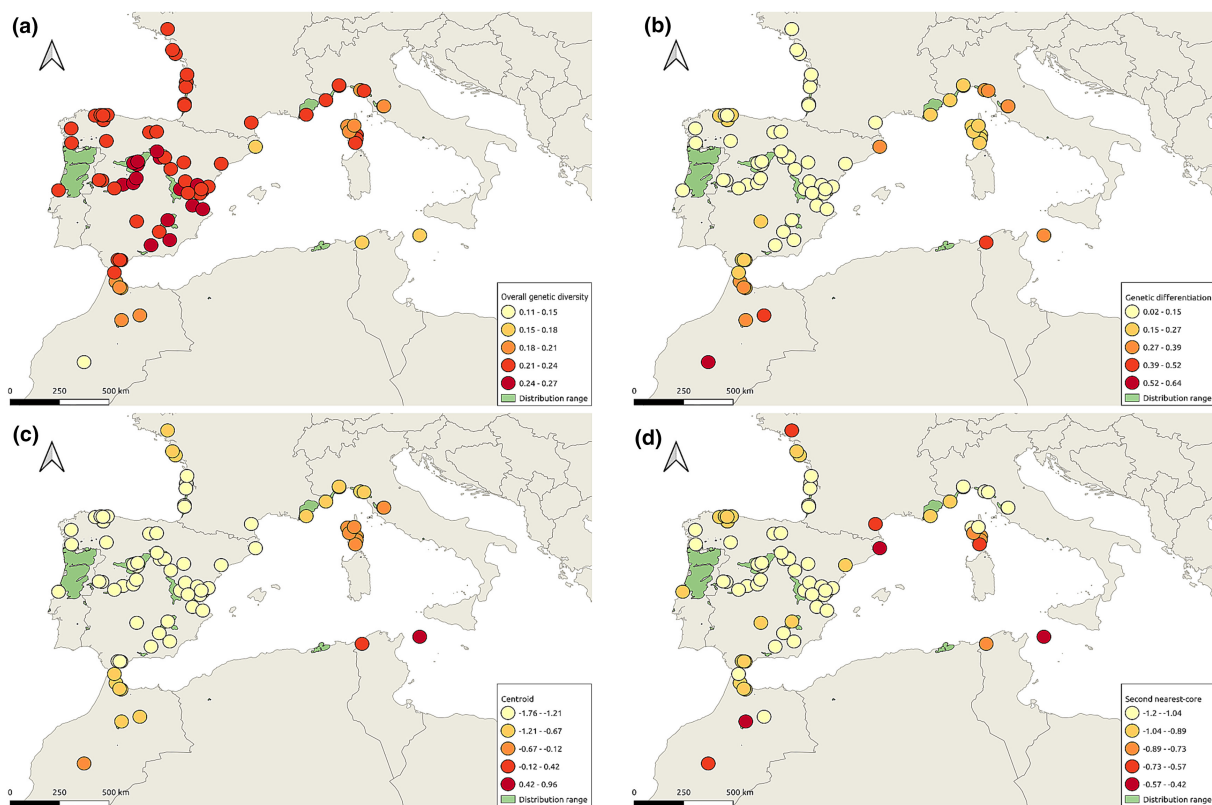 (a)
Overall genetic diversity
0.11 - 0.15
0.15 - 0.18
0.18 - 0.21
0.21 - 0.24
0.24 - 0.27
Distribution range
0 250 500 km
(b)
Genetic differentiation
0.02 - 0.15
0.15 - 0.27
0.27 - 0.39
0.39 - 0.52
0.52 - 0.64
Distribution range
0 250 500 km
(c)
Centroid
-1.76 - -1.21
-1.21 - -0.67
-0.67 - -0.12
-0.12 - 0.42
0.42 - 0.96
Distribution range
0 250 500 km
(d)
Second nearest-core
-1.2 - -1.04
-1.04 - -0.89
-0.89 - -0.73
-0.73 - -0.57
-0.57 - -0.42
Distribution range
0 250 500 km